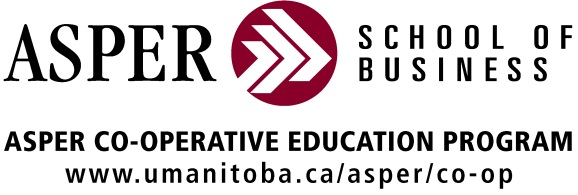 ASPER SCHOOL OF
BUSINESS
ASPER CO-OPERATIVE EDUCATION PROGRAM
www.umanitoba.ca/asper/co-op